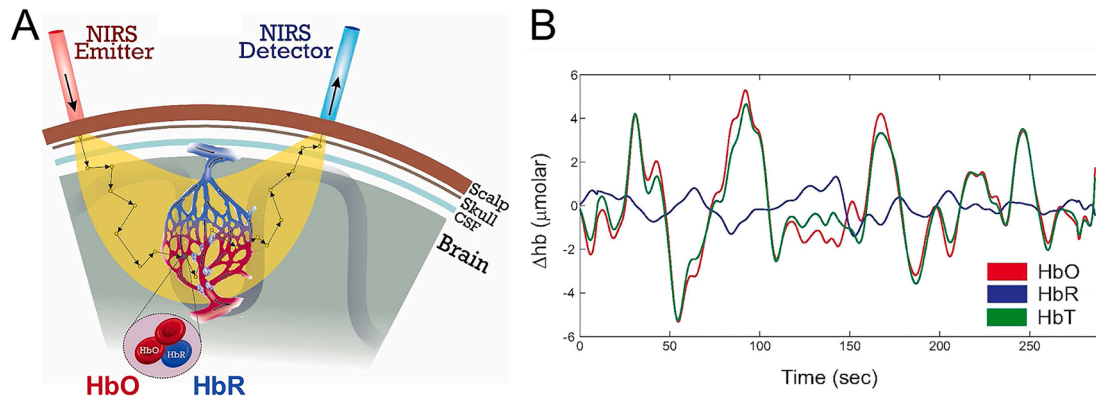 A
NIRS
Emitter
NIRS
Detector
Scalp
Skull
CSF
Brain
HbO
HbR
HbO
HbR
B
6
4
2
0
-2
-4
-6
Δhb (μmolar)
HbO
HbR
HbT
0
50
100
150
200
250
Time (sec)